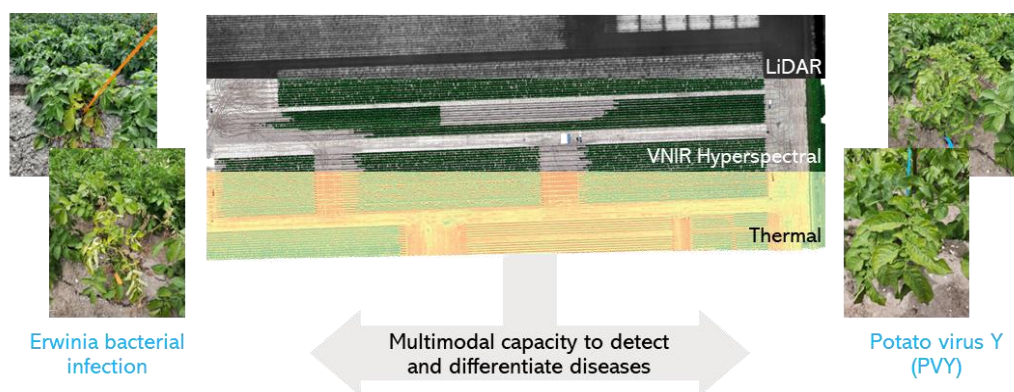 LiDAR
VNIR Hyperspectral
Thermal
Erwinia bacterial
infection
Multimodal capacity to detect
and differentiate diseases
Potato virus Y
(PVY)